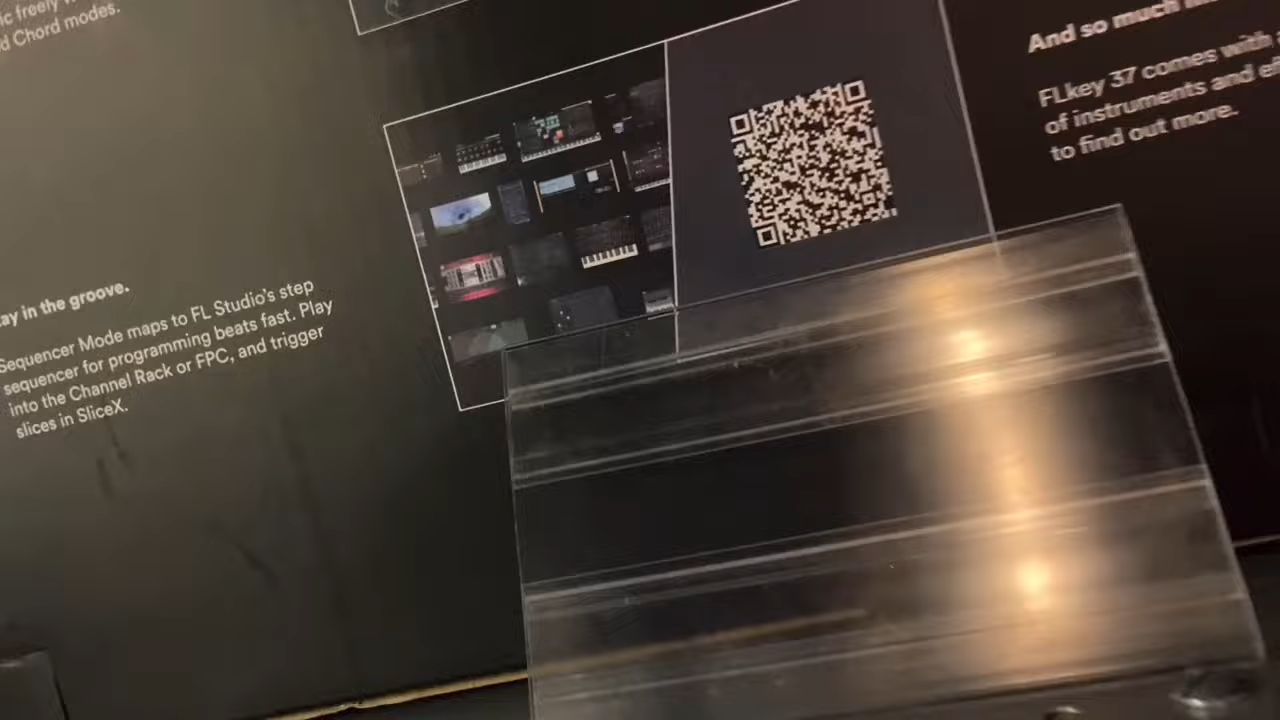 ic freely
d Chord modes.
ay in the groove.
Sequencer Mode maps to FL Studio's step
sequencer for programming beats fast. Play
into the Channel Rack or FPC, and trigger
slices in SliceX.
And so much
FLkey 37 comes with
of instruments and
to find out more.